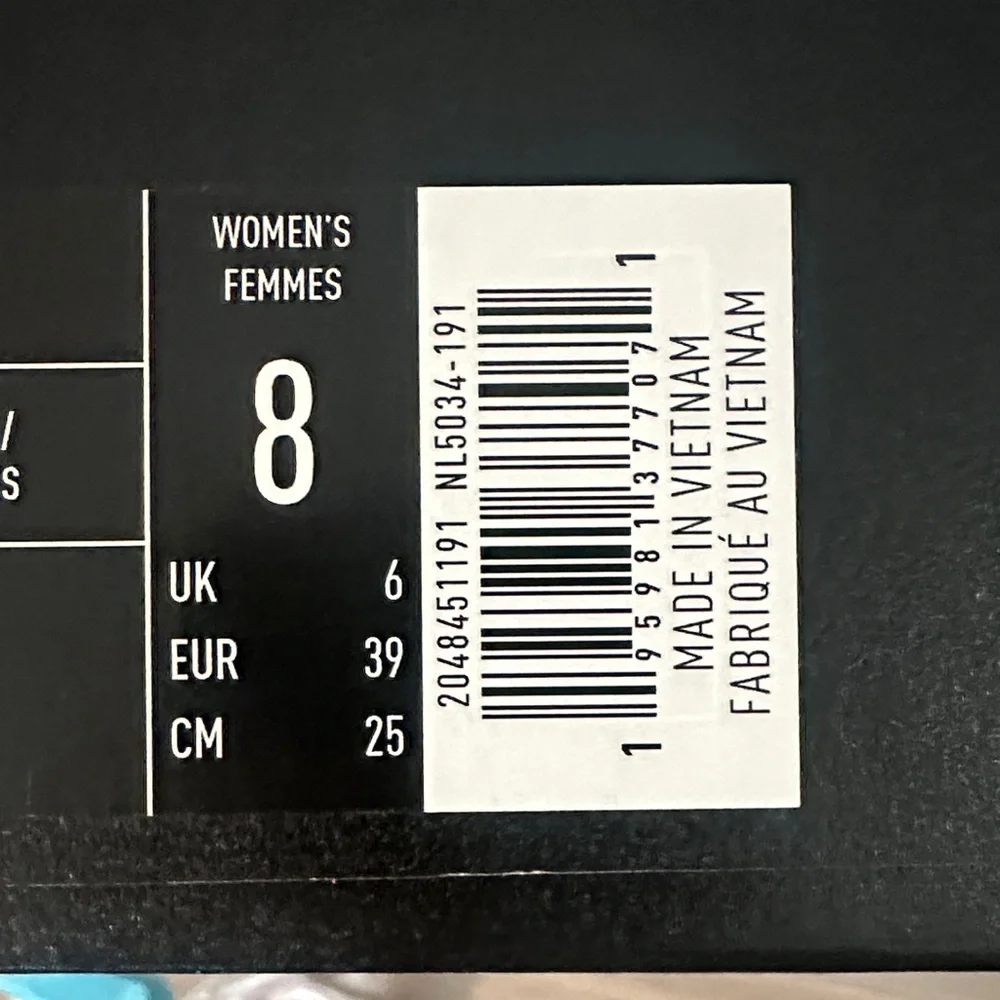 /
S
WOMEN'S
FEMMES
8
UK 6
EUR 39
CM 25
2048451191 NL5034-191
1 95981 37707 1
MADE IN VIETNAM
FABRIQUÉ AU VIETNAM